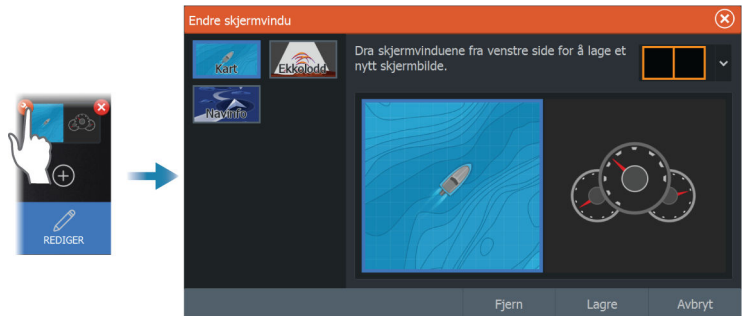 REDIGER
Endre skjermvindu
Kart
Ekkolodd
Navinfo
Dra skjermvinduene fra venstre side for å lage et
nytt skjermbilde.
Fjern
Lagre
Avbryt